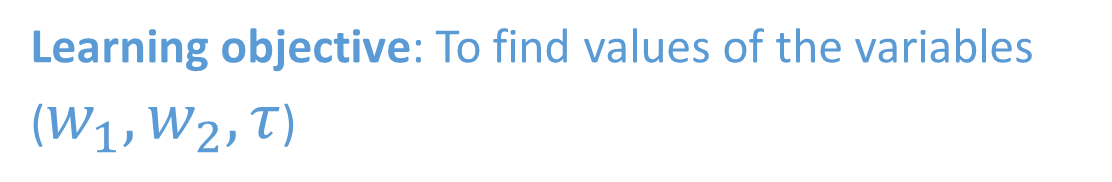 Learning objective: To find values of the variables
(w₁, w₂, τ)